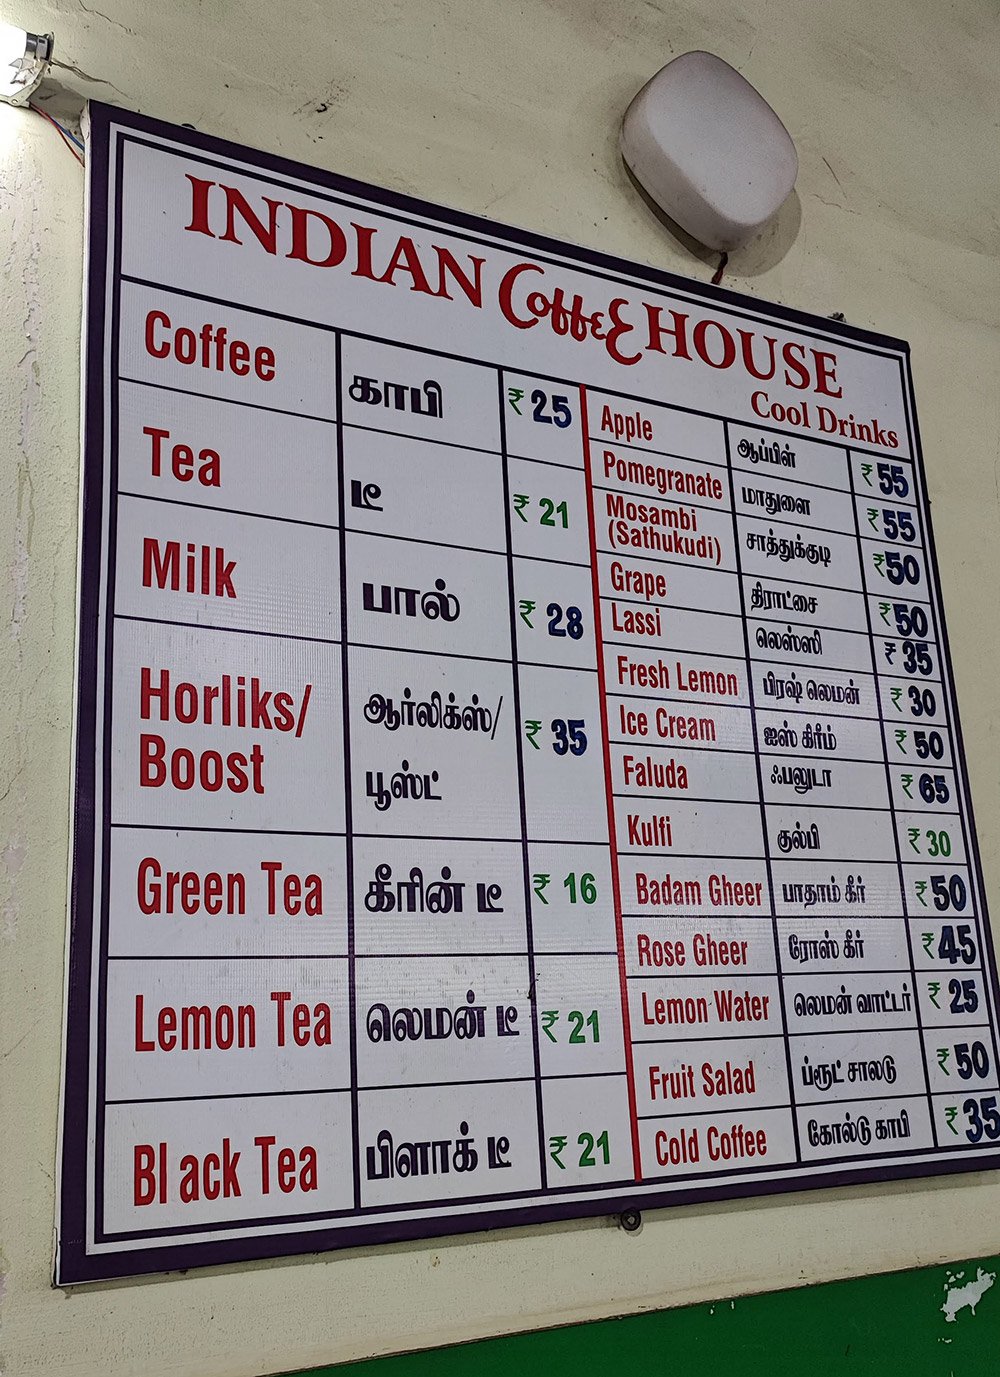 INDIAN Coffee HOUSE
Cool Drinks
Coffee காபி ₹ 25
Tea டீ ₹ 21
Milk பால் ₹ 28
Horliks/ ஆர்லிக்ஸ்/ ₹ 35
Boost பூஸ்ட்
Green Tea கீரின் டீ ₹ 16
Lemon Tea லெமன் டீ ₹ 21
Bl ack Tea பிளாக் டீ ₹ 21
Apple ஆப்பிள் ₹ 55
Pomegranate மாதுளை ₹ 55
Mosambi
(Sathukudi) சாத்துக்குடி ₹ 50
Grape திராட்சை ₹ 50
Lassi லெஸ்ஸி ₹ 35
Fresh Lemon பிரஷ் லெமன் ₹ 30
Ice Cream ஐஸ் கிரீம் ₹ 50
Faluda ஃபலுடா ₹ 65
Kulfi குல்பி ₹ 30
Badam Gheer பாதாம் கீர் ₹ 50
Rose Gheer ரோஸ் கீர் ₹ 45
Lemon Water லெமன் வாட்டர் ₹ 25
Fruit Salad ப்ரூட் சாலடு ₹ 50
Cold Coffee கோல்டு காபி ₹ 35